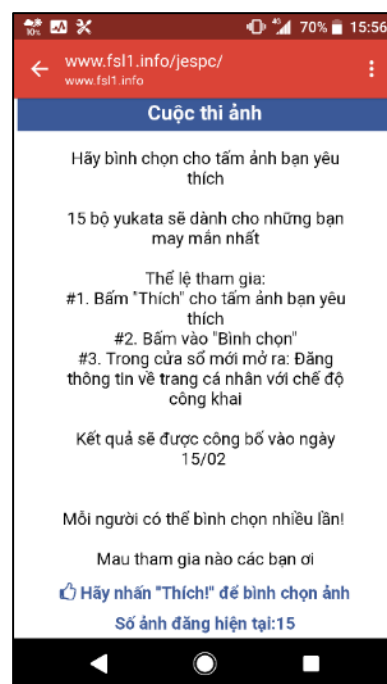 10%
4G
70%
15:56
www.fsl1.info/jespc/
www.fsl1.info
Cuộc thi ảnh
Hãy bình chọn cho tấm ảnh bạn yêu
thích
15 bộ yukata sẽ dành cho những bạn
may mắn nhất
Thể lệ tham gia:
#1. Bấm "Thích" cho tấm ảnh bạn yêu
thích
#2. Bấm vào "Bình chọn"
#3. Trong cửa sổ mới mở ra: Đăng
thông tin về trang cá nhân với chế độ
công khai
Kết quả sẽ được công bố vào ngày
15/02
Mỗi người có thể bình chọn nhiều lần!
Mau tham gia nào các bạn ơi
Hãy nhấn "Thích!" để bình chọn ảnh
Số ảnh đăng hiện tại:15